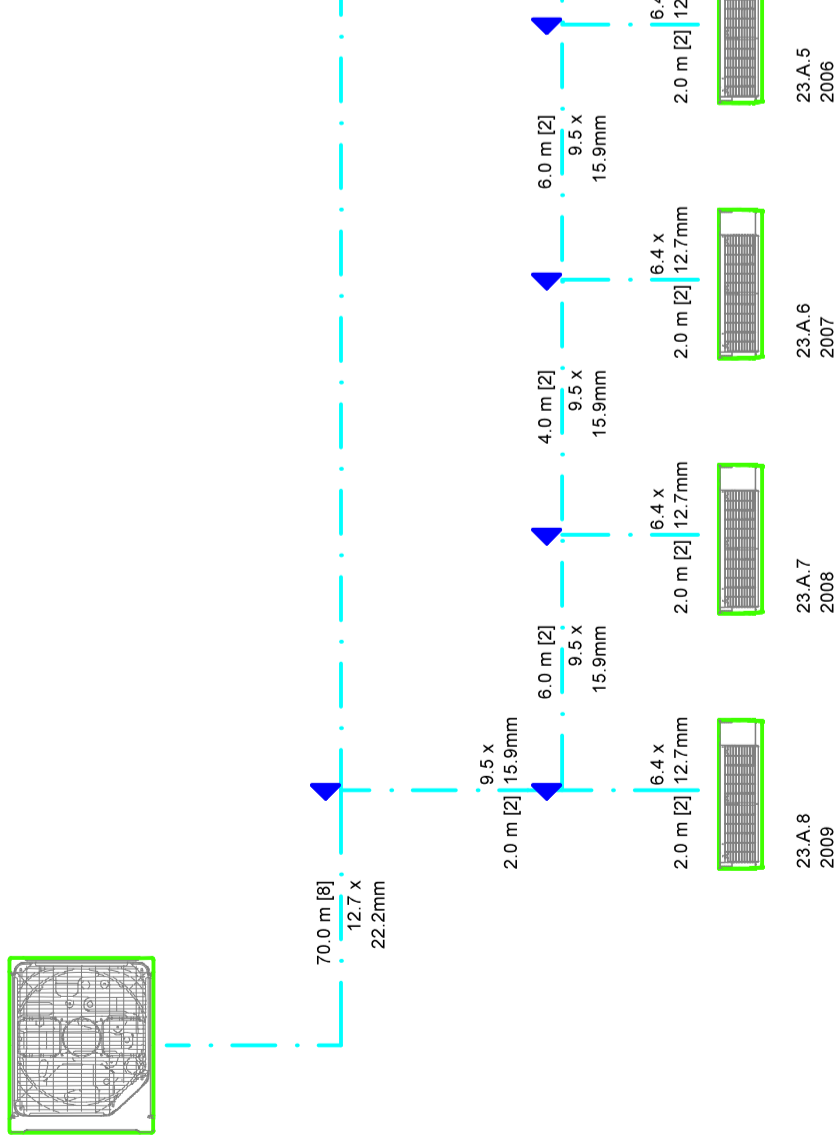 6.4
12
2.0 m [2]
23.A.5
2006
6.0 m [2]
9.5 x
15.9mm
6.4 x
12.7mm
2.0 m [2]
23.A.6
2007
4.0 m [2]
9.5 x
15.9mm
6.4 x
12.7mm
2.0 m [2]
23.A.7
2008
6.0 m [2]
9.5 x
15.9mm
9.5 x
15.9mm
2.0 m [2]
6.4 x
12.7mm
2.0 m [2]
23.A.8
2009
70.0 m [8]
12.7 x
22.2mm